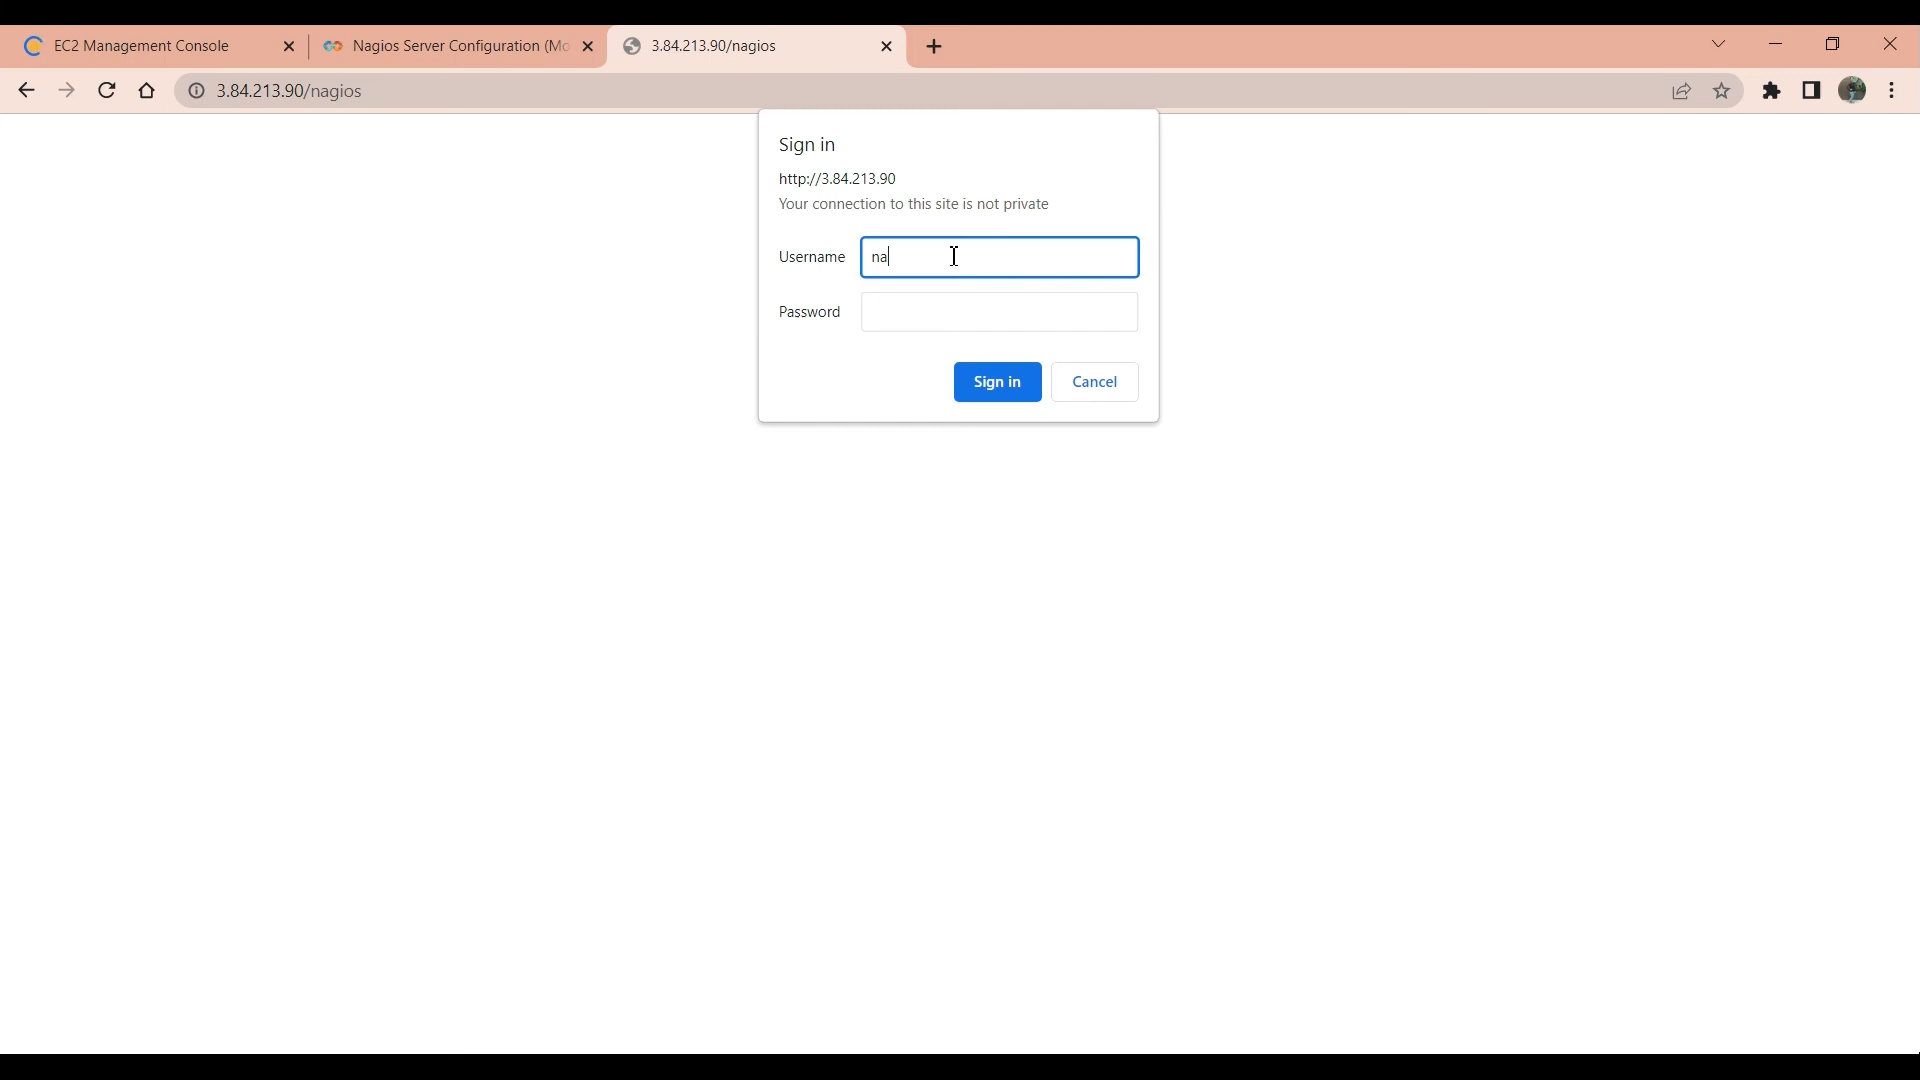 EC2 Management Console
Nagios Server Configuration (Mo
3.84.213.90/nagios
3.84.213.90/nagios
Sign in
http://3.84.213.90
Your connection to this site is not private
Username
na
Password
Sign in
Cancel